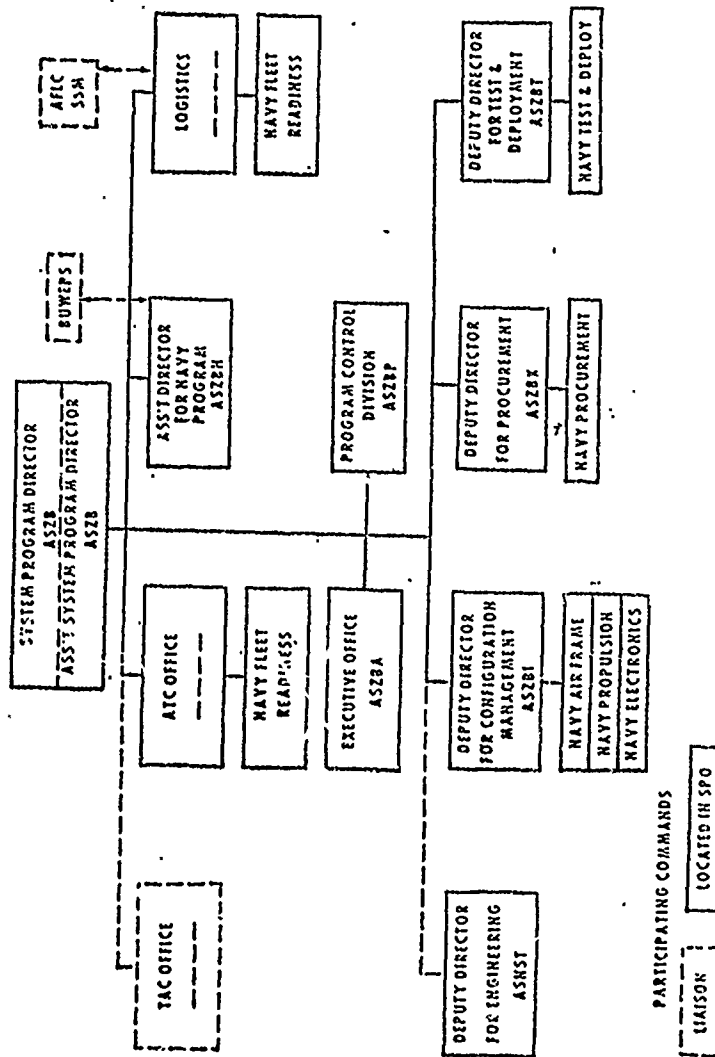 SYSTEM PROGRAM DIRECTOR
ASZB
ASS'T SYSTEM PROGRAM DIRECTOR
ASZB
AFLC
SSM
BUWEPS
TAC OFFICE
ATC OFFICE
NAVY FLEET
READINESS
ASS'T DIRECTOR
FOR NAVY
PROGRAM
ASZBN
LOGISTICS
NAVY FLEET
READINESS
EXECUTIVE OFFICE
ASZBA
PROGRAM CONTROL
DIVISION
ASZBP
DEPUTY DIRECTOR
FOR ENGINEERING
ASNST
DEPUTY DIRECTOR
FOR CONFIGURATION
MANAGEMENT
ASZBI
NAVY AIR FRAME
NAVY PROPULSION
NAVY ELECTRONICS
DEPUTY DIRECTOR
FOR PROCUREMENT
ASZBK
NAVY PROCUREMENT
DEPUTY DIRECTOR
FOR TEST &
DEPLOYMENT
ASZBT
NAVY TEST & DEPLOY
PARTICIPATING COMMANDS
LIAISON
LOCATED IN SPO